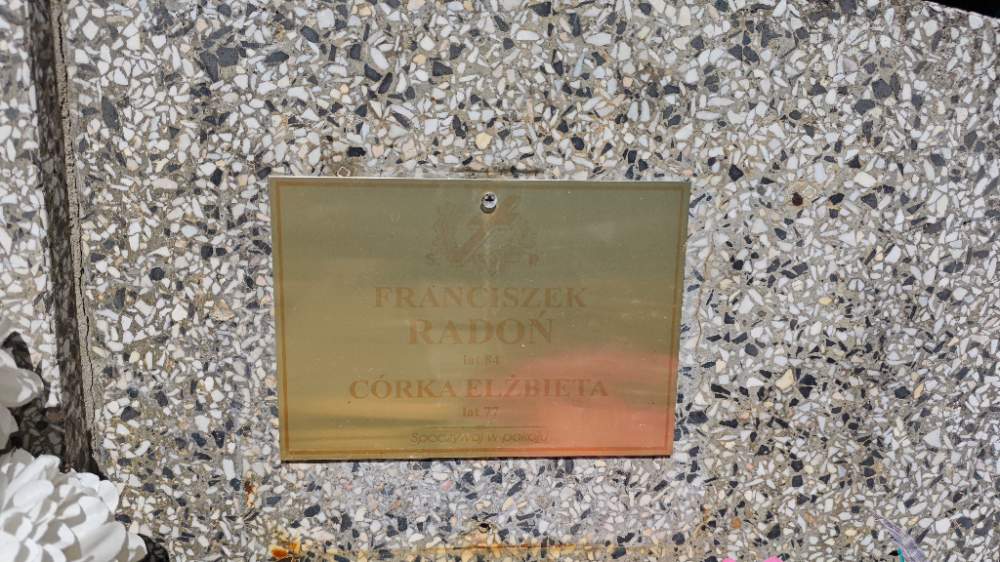 S P
FRANCISZEK
RADOŃ
lat 84
CÓRKA ELŻBIETA
lat 77
Spoczywaj w pokoju